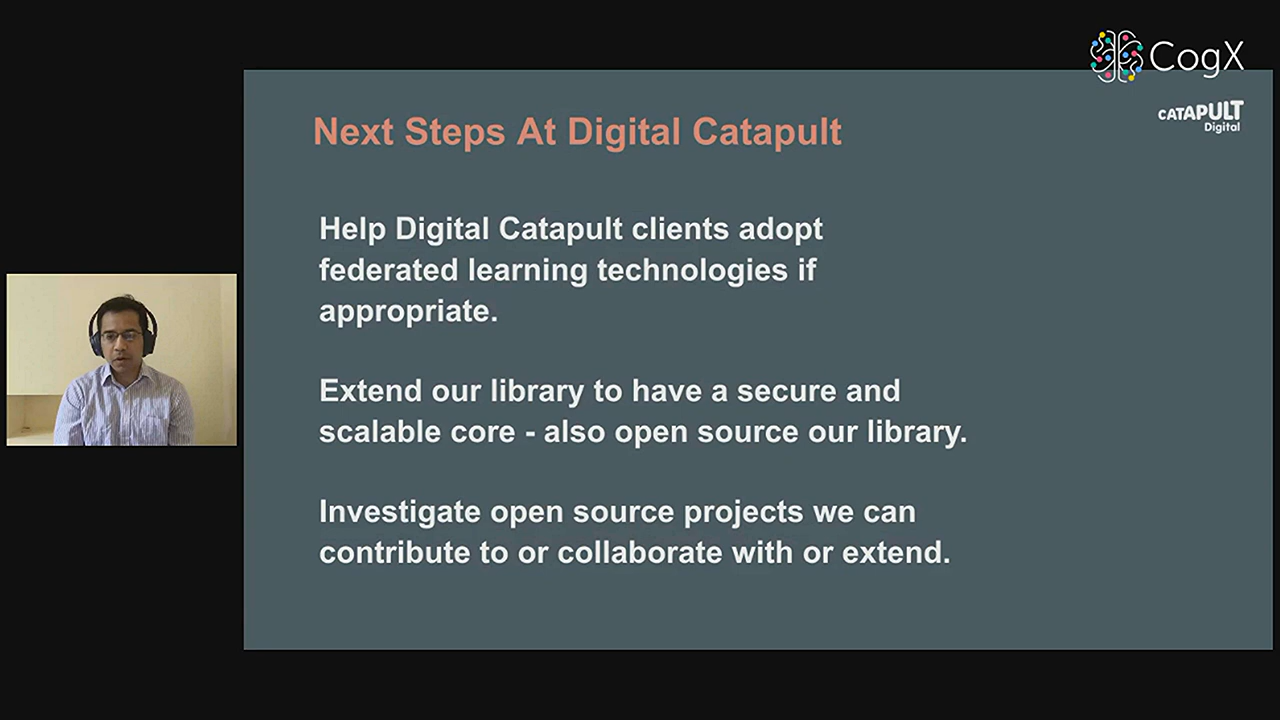 CogX
CATAPULT
Digital
Next Steps At Digital Catapult
Help Digital Catapult clients adopt
federated learning technologies if
appropriate.
Extend our library to have a secure and
scalable core - also open source our library.
Investigate open source projects we can
contribute to or collaborate with or extend.